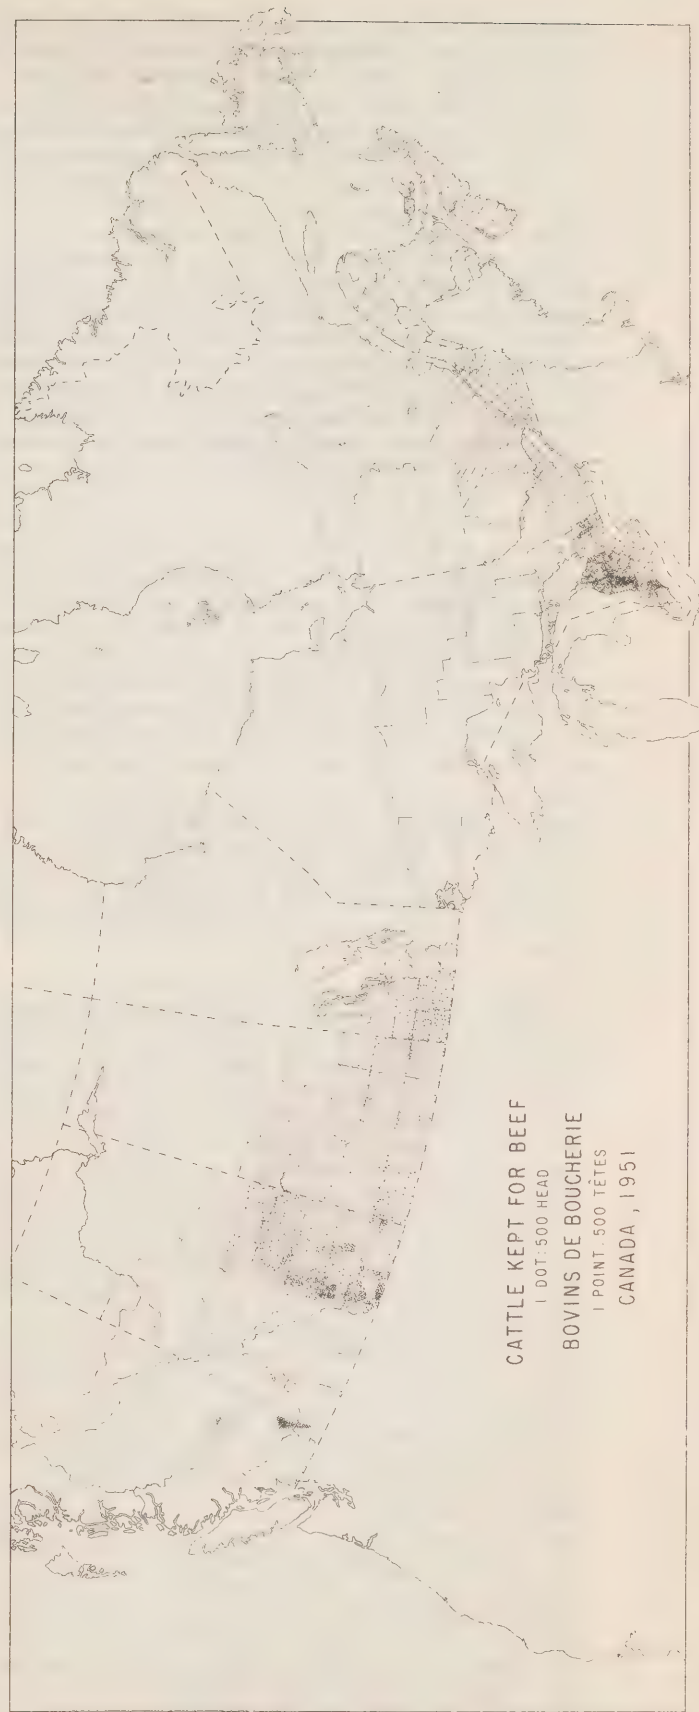 CATTLE KEPT FOR BEEF
1 DOT: 500 HEAD
BOVINS DE BOUCHERIE
1 POINT: 500 TÊTES
CANADA, 1951